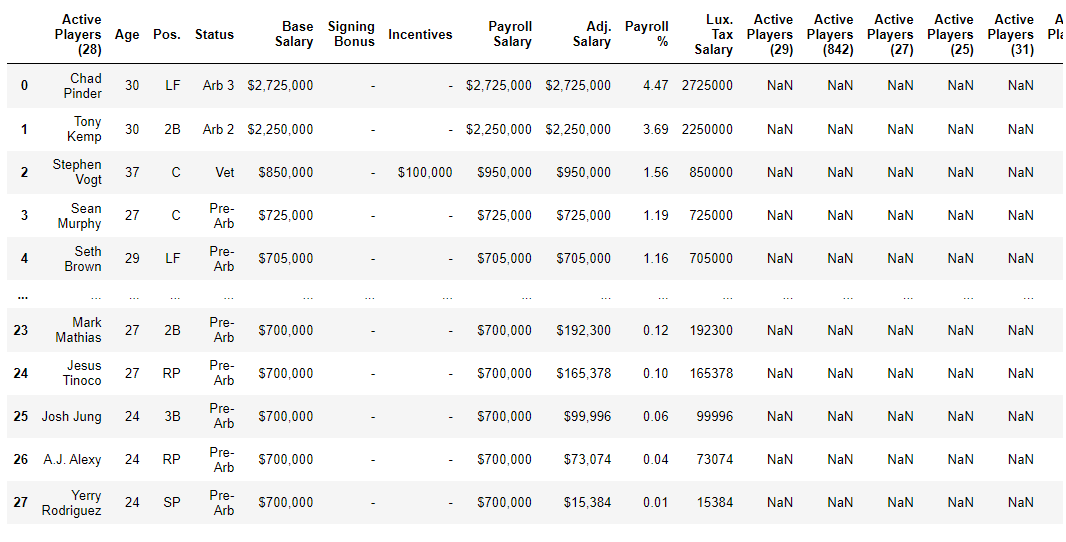 Active Players (28) Age Pos. Status Base Salary Signing Bonus Incentives Payroll Salary Adj. Salary Payroll % Lux. Tax Salary Active Players (29) Active Players (842) Active Players (27) Active Players (25) Active Players (31)
0 Chad Pinder 30 LF Arb 3 $2,725,000 - - $2,725,000 $2,725,000 4.47 2725000 NaN NaN NaN NaN NaN
1 Tony Kemp 30 2B Arb 2 $2,250,000 - - $2,250,000 $2,250,000 3.69 2250000 NaN NaN NaN NaN NaN
2 Stephen Vogt 37 C Vet $850,000 - $100,000 $950,000 $950,000 1.56 850000 NaN NaN NaN NaN NaN
3 Sean Murphy 27 C Pre-Arb $725,000 - - $725,000 $725,000 1.19 725000 NaN NaN NaN NaN NaN
4 Seth Brown 29 LF Pre-Arb $705,000 - - $705,000 $705,000 1.16 705000 NaN NaN NaN NaN NaN
... ... ... ... ... ... ... ... ... ... ... ... ... ... ... ... ...
23 Mark Mathias 27 2B Pre-Arb $700,000 - - $700,000 $192,300 0.12 192300 NaN NaN NaN NaN NaN
24 Jesus Tinoco 27 RP Pre-Arb $700,000 - - $700,000 $165,378 0.10 165378 NaN NaN NaN NaN NaN
25 Josh Jung 24 3B Pre-Arb $700,000 - - $700,000 $99,996 0.06 99996 NaN NaN NaN NaN NaN
26 A.J. Alexy 24 RP Pre-Arb $700,000 - - $700,000 $73,074 0.04 73074 NaN NaN NaN NaN NaN
27 Yerry Rodriguez 24 SP Pre-Arb $700,000 - - $700,000 $15,384 0.01 15384 NaN NaN NaN NaN NaN